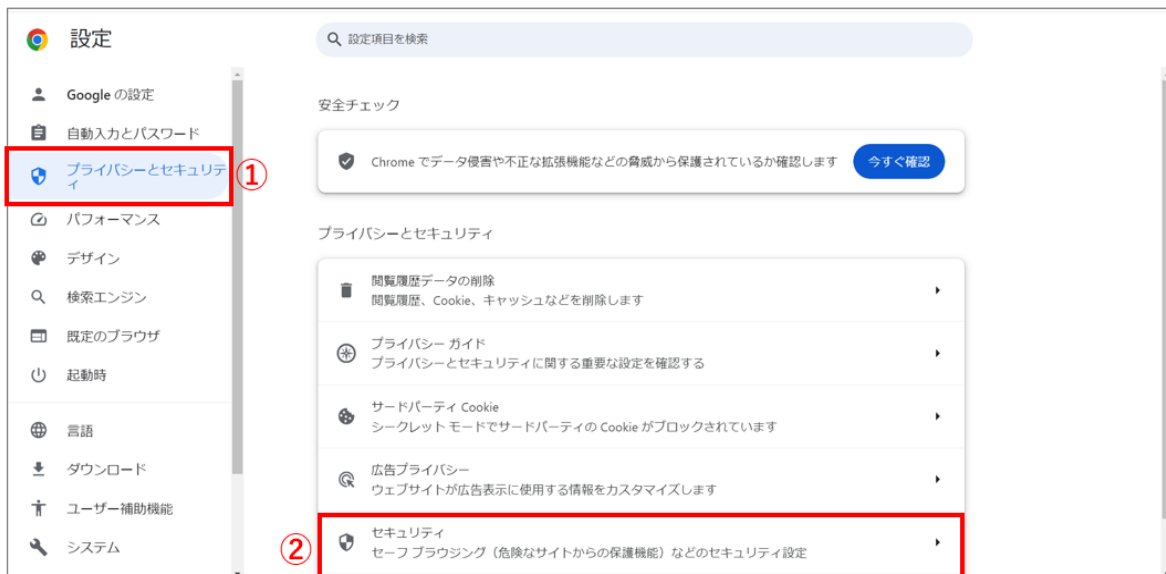 設定
設定項目を検索
Google の設定
自動入力とパスワード
プライバシーとセキュリテ
ィ
①
パフォーマンス
デザイン
検索エンジン
既定のブラウザ
起動時
言語
ダウンロード
ユーザー補助機能
システム
安全チェック
Chrome でデータ侵害や不正な拡張機能などの脅威から保護されているか確認します
今すぐ確認
プライバシーとセキュリティ
閲覧履歴データの削除
閲覧履歴、Cookie、キャッシュなどを削除します
プライバシー ガイド
プライバシーとセキュリティに関する重要な設定を確認する
サードパーティ Cookie
シークレット モードでサードパーティの Cookie がブロックされています
広告プライバシー
ウェブサイトが広告表示に使用する情報をカスタマイズします
②
セキュリティ
セーフ ブラウジング（危険なサイトからの保護機能）などのセキュリティ設定